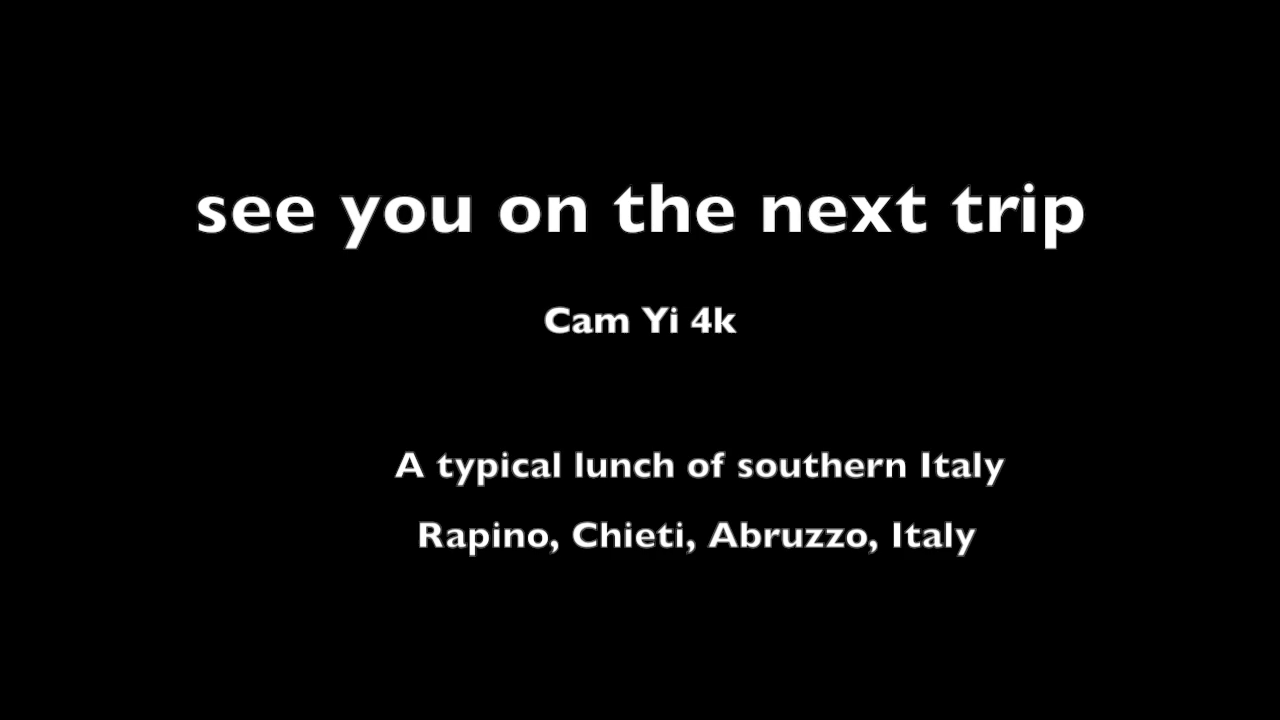 see you on the next trip
Cam Yi 4k
A typical lunch of southern Italy
Rapino, Chieti, Abruzzo, Italy